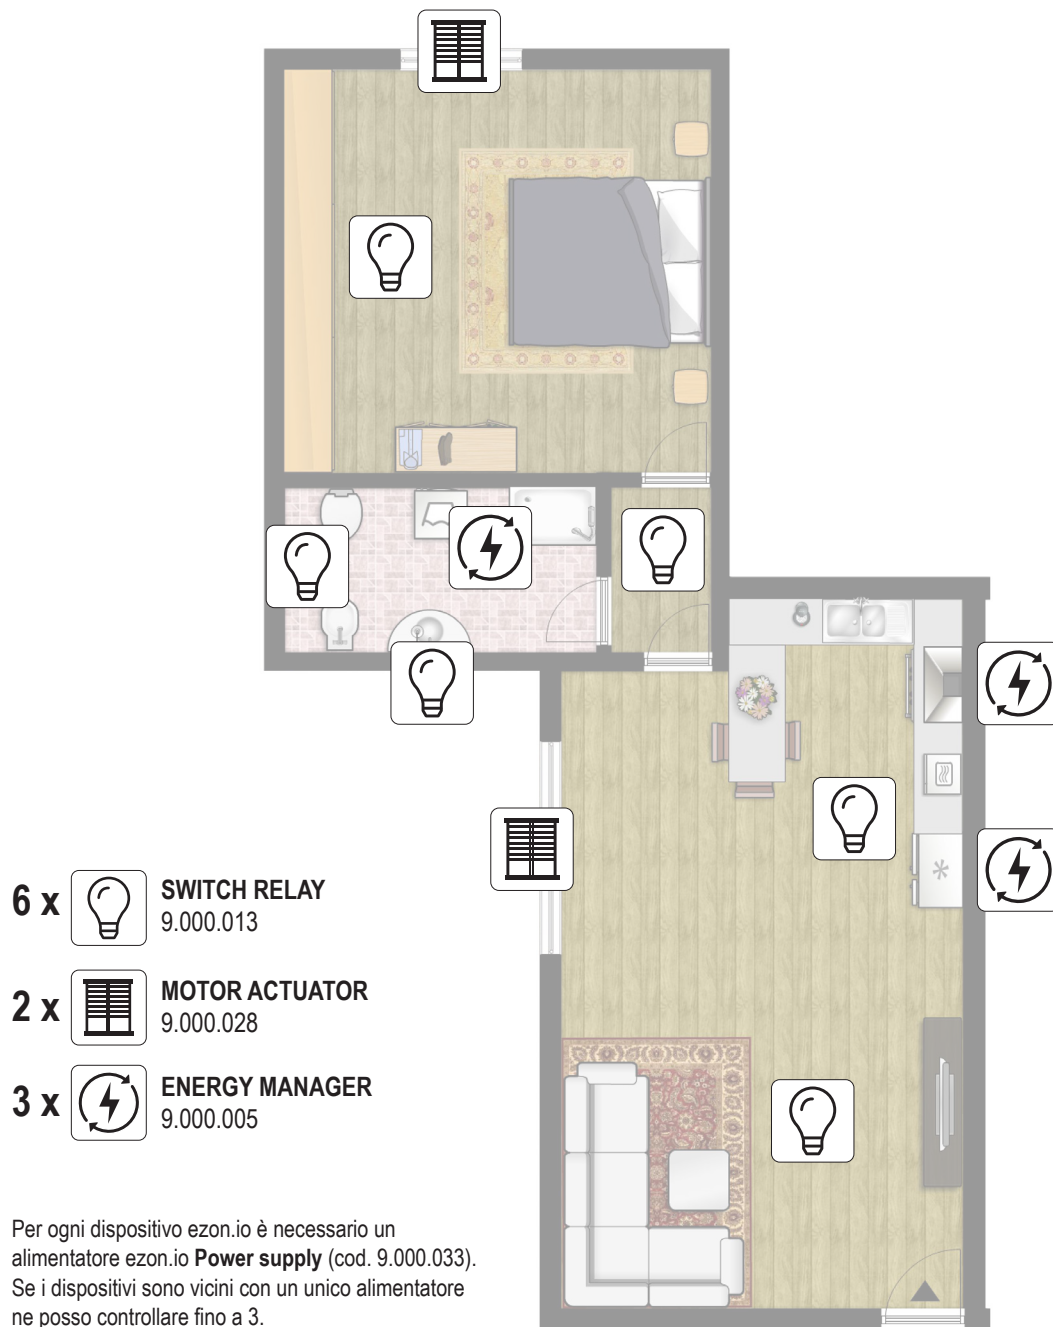 6 x
SWITCH RELAY
9.000.013
2 x
MOTOR ACTUATOR
9.000.028
3 x
ENERGY MANAGER
9.000.005
Per ogni dispositivo ezon.io è necessario un
alimentatore ezon.io Power supply (cod. 9.000.033).
Se i dispositivi sono vicini con un unico alimentatore
ne posso controllare fino a 3.